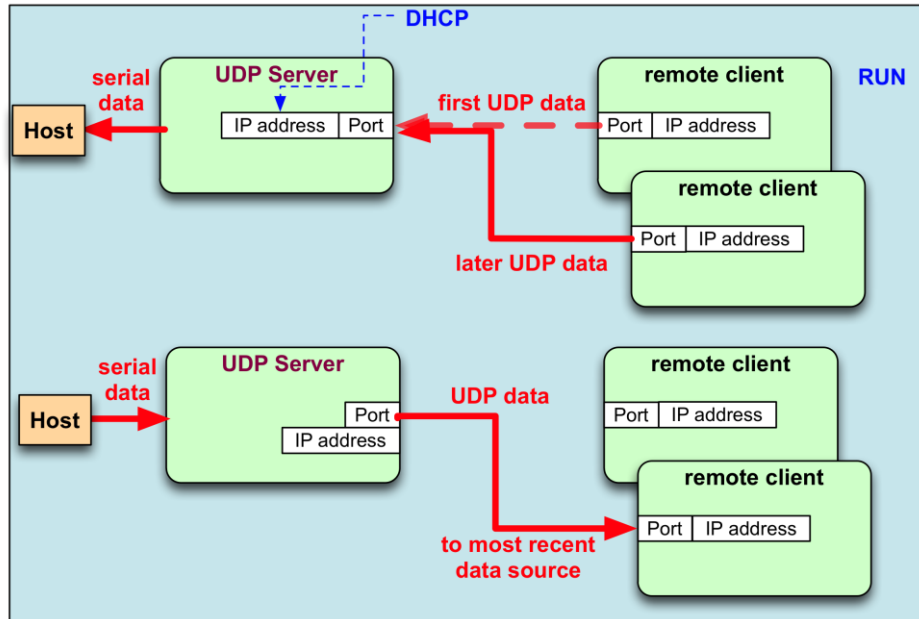 DHCP
UDP Server
remote client
RUN
serial
data
first UDP data
Host
IP address
Port
Port
IP address
remote client
Port
IP address
later UDP data
UDP Server
remote client
serial
data
UDP data
Host
Port
IP address
Port
IP address
remote client
Port
IP address
to most recent
data source